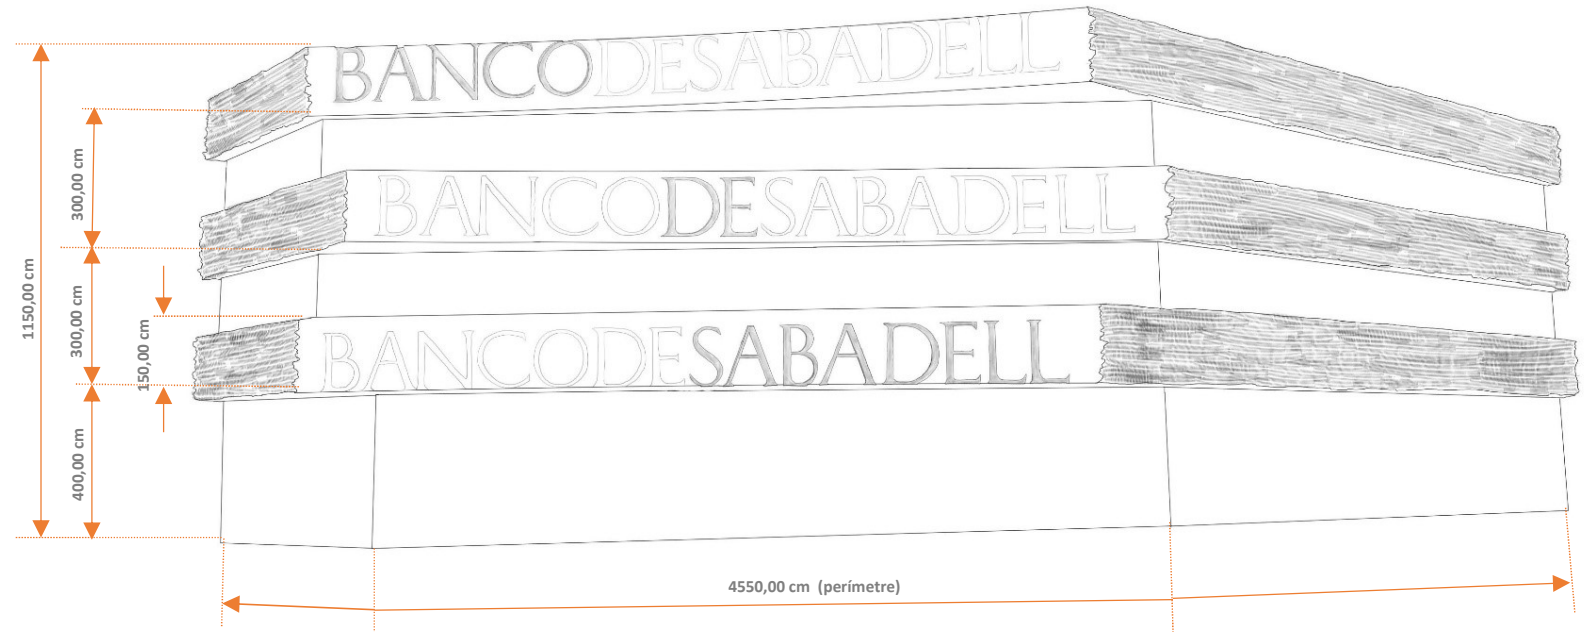 BANCODESABADELL
BANCODESABADELL
BANCODESABADELL
1150,00 cm
300,00 cm
300,00 cm
150,00 cm
400,00 cm
4550,00 cm (perímetre)